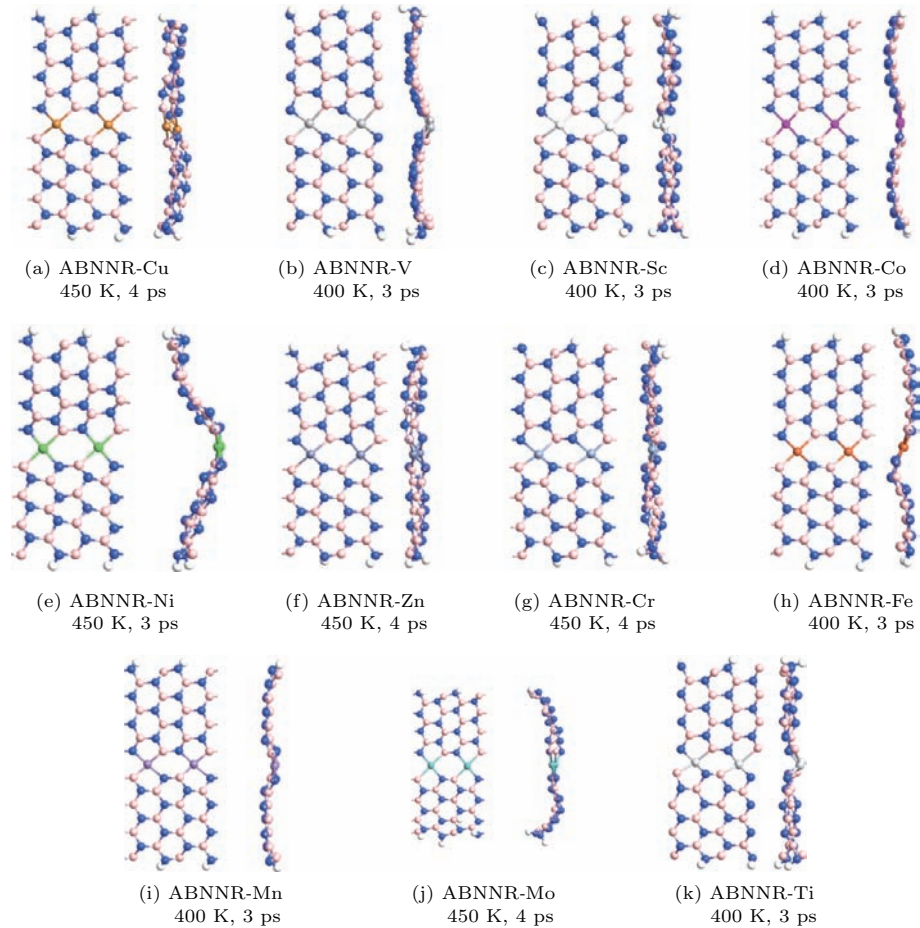 (a) ABNNR-Cu
450 K, 4 ps
(b) ABNNR-V
400 K, 3 ps
(c) ABNNR-Sc
400 K, 3 ps
(d) ABNNR-Co
400 K, 3 ps
(e) ABNNR-Ni
450 K, 3 ps
(f) ABNNR-Zn
450 K, 4 ps
(g) ABNNR-Cr
450 K, 4 ps
(h) ABNNR-Fe
400 K, 3 ps
(i) ABNNR-Mn
400 K, 3 ps
(j) ABNNR-Mo
450 K, 4 ps
(k) ABNNR-Ti
400 K, 3 ps